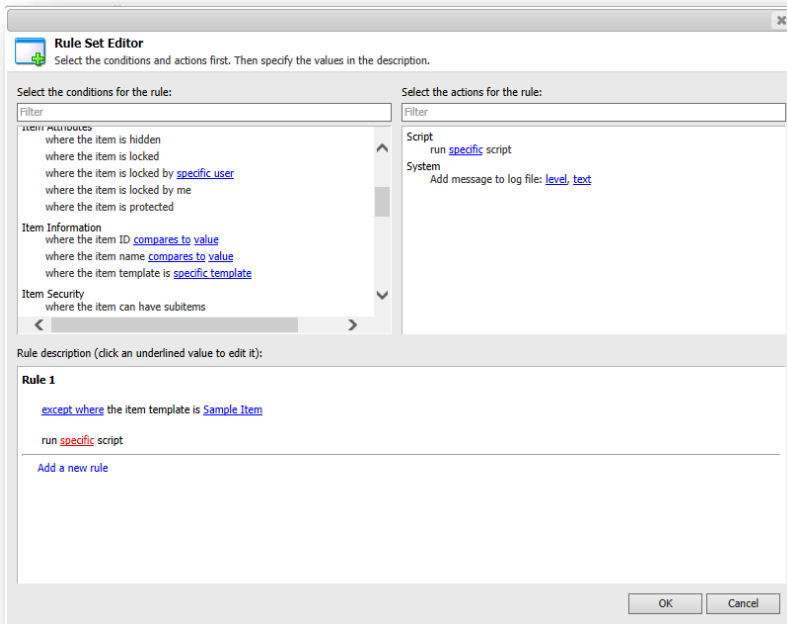 Rule Set Editor
Select the conditions and actions first. Then specify the values in the description.
Select the conditions for the rule:
Filter
Item Attributes
where the item is hidden
where the item is locked
where the item is locked by specific user
where the item is locked by me
where the item is protected
Item Information
where the item ID compares to value
where the item name compares to value
where the item template is specific template
Item Security
where the item can have subitems
Select the actions for the rule:
Filter
Script
run specific script
System
Add message to log file: level, text
Rule description (click an underlined value to edit it):
Rule 1
except where the item template is Sample Item
run specific script
Add a new rule
OK
Cancel